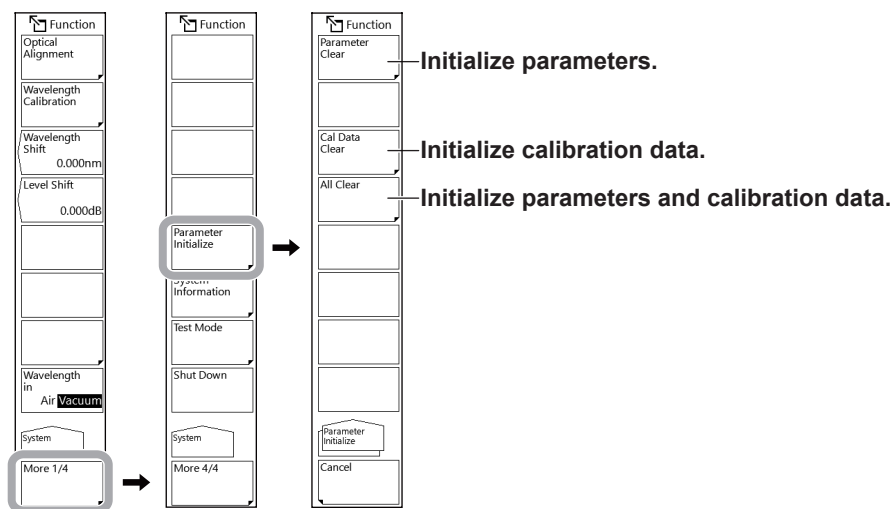 Function
Optical
Alignment
Wavelength
Calibration
Wavelength
Shift
0.000nm
Level Shift
0.000dB
Wavelength
in
Air Vacuum
System
More 1/4
Function
Parameter
Initialize
System
Information
Test Mode
Shut Down
System
More 4/4
Function
Parameter
Clear
Initialize parameters.
Cal Data
Clear
Initialize calibration data.
All Clear
Initialize parameters and calibration data.
Parameter
Initialize
Cancel